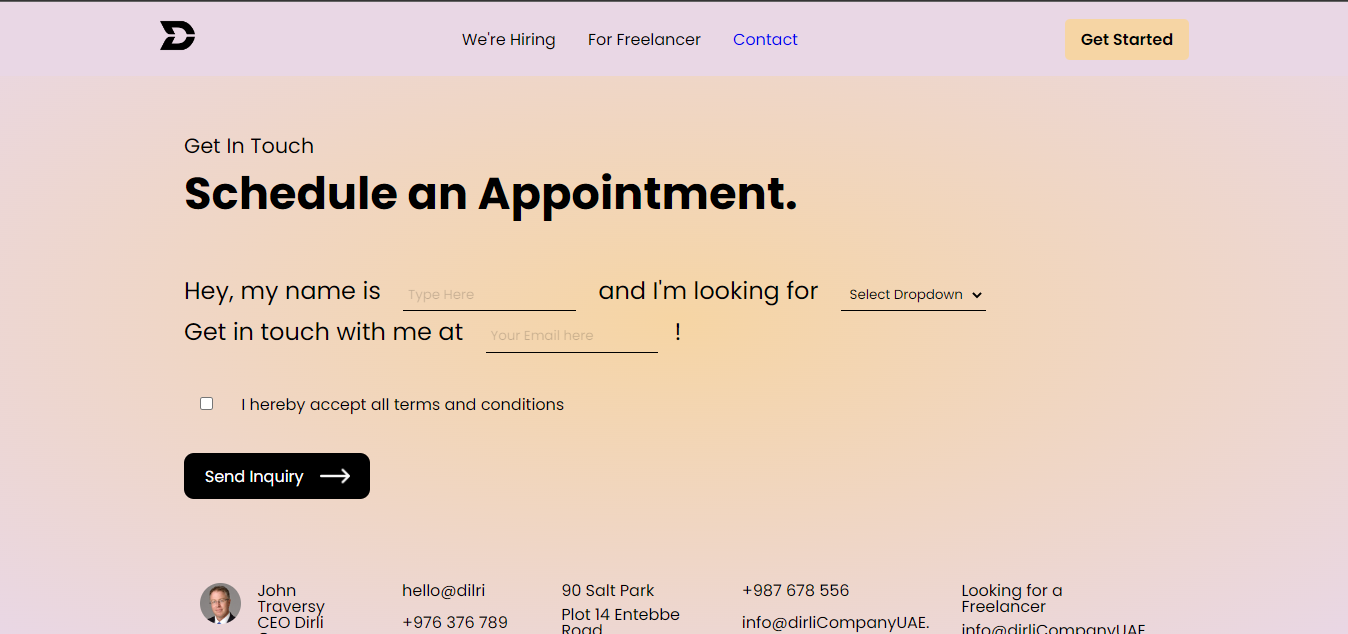 We're Hiring For Freelancer Contact Get Started
Get In Touch
Schedule an Appointment.
Hey, my name is Type Here and I'm looking for Select Dropdown
Get in touch with me at Your Email here !
I hereby accept all terms and conditions
Send Inquiry
John
Traversy
CEO Dirli
hello@dilri
+976 376 789
90 Salt Park
Plot 14 Entebbe
Road
+987 678 556
info@dirliCompanyUAE.
Looking for a
Freelancer
info@dirliCompanyUAE